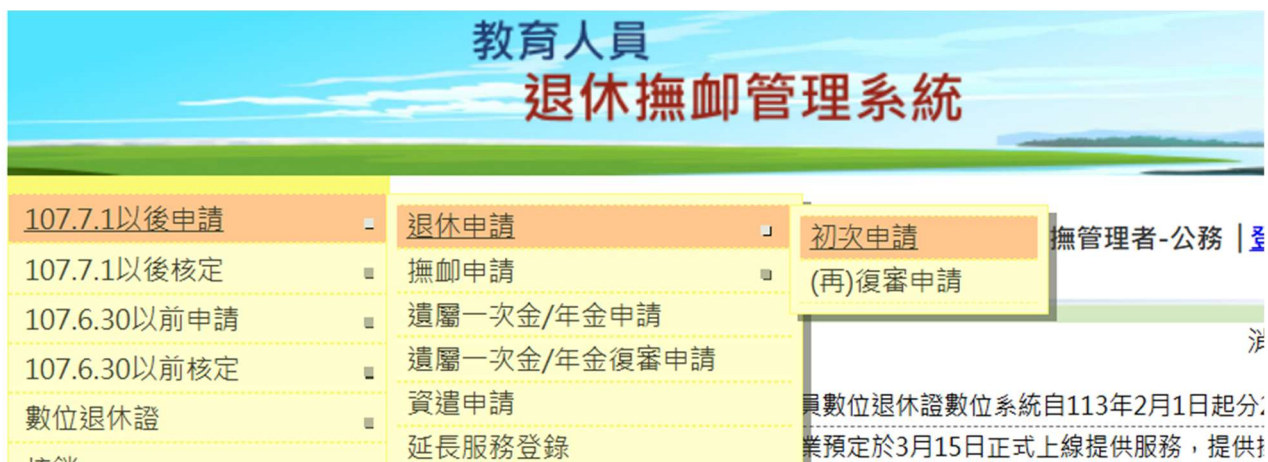 教育人員
退休撫卹管理系統
107.7.1以後申請
107.7.1以後核定
107.6.30以前申請
107.6.30以前核定
數位退休證
退休申請
撫卹申請
遺屬一次金/年金申請
遺屬一次金/年金復審申請
資遣申請
延長服務登錄
初次申請
(再)復審申請
撫管理者-公務 |
員數位退休證數位系統自113年2月1日起分
業預定於3月15日正式上線提供服務，提供